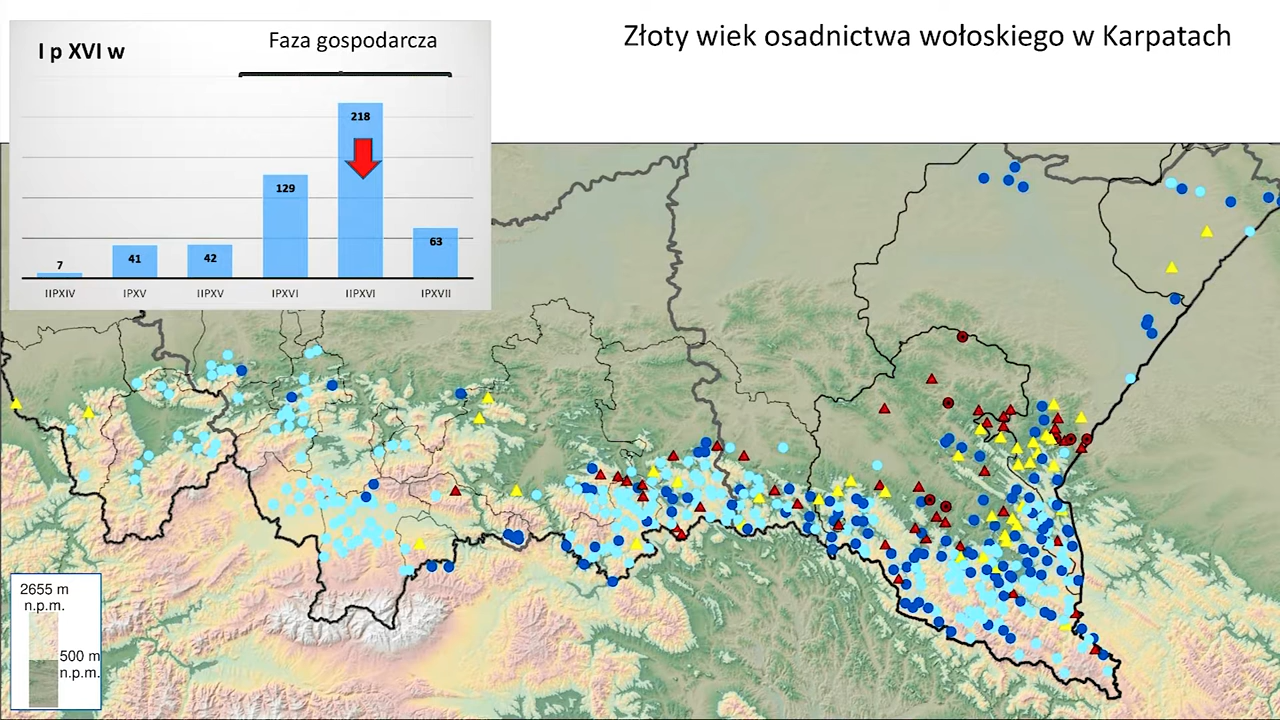 Złoty wiek osadnictwa wołoskiego w Karpatach
I p XVI w
Faza gospodarcza
218
129
63
41
42
7
IIPXIV
IPXV
IIPXV
IPXVI
IIPXVI
IPXVII
2655 m
n.p.m.
500 m
n.p.m.